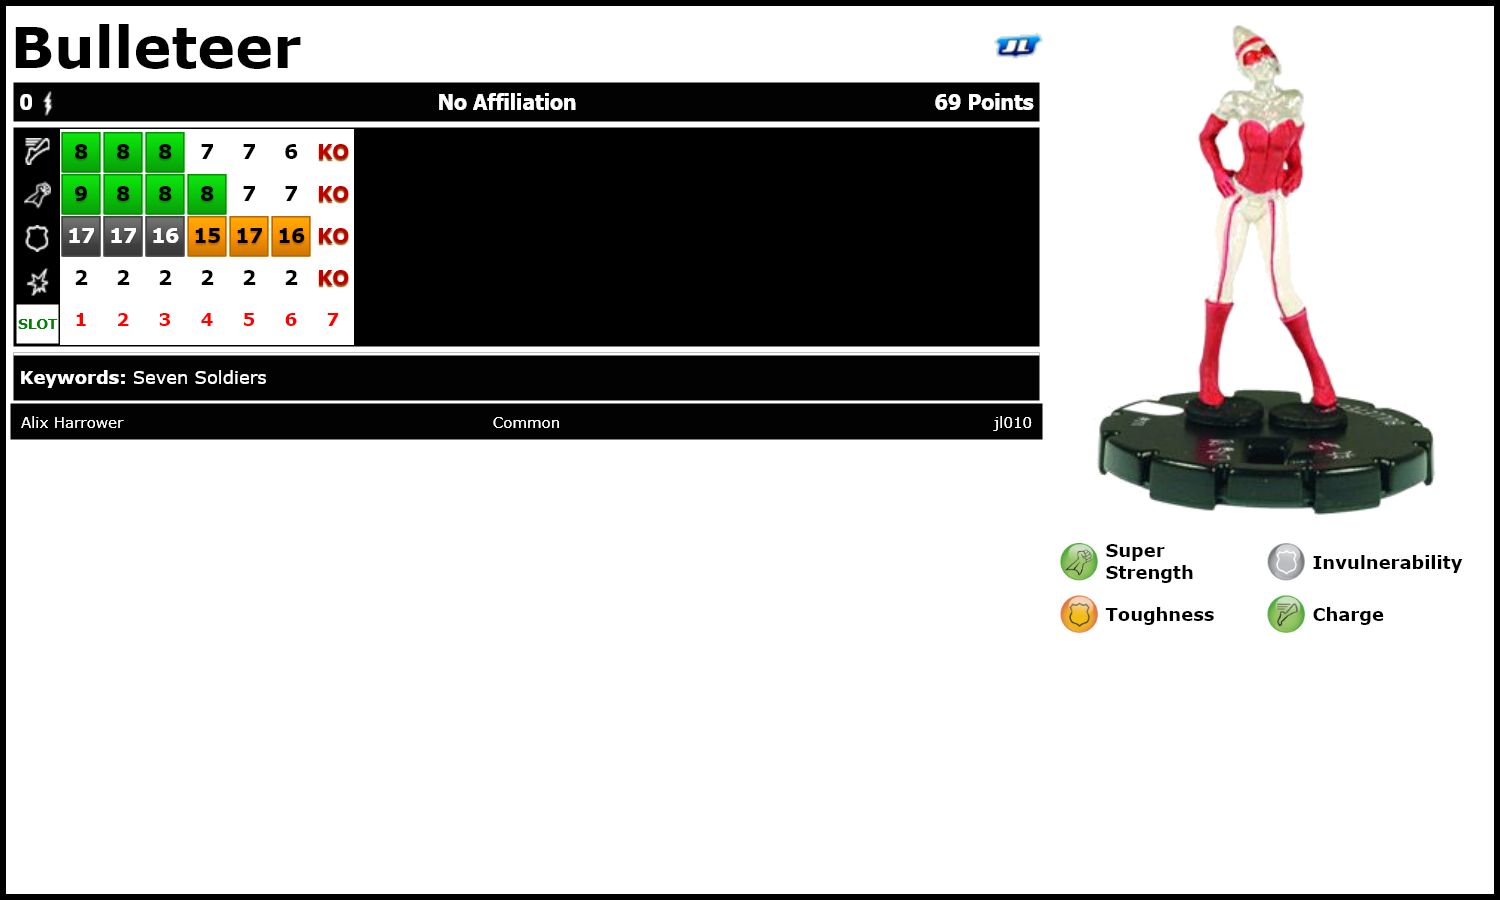 Bulleteer
JL
0 No Affiliation 69 Points
8 8 8 7 7 6 KO
9 8 8 8 7 7 KO
17 17 16 15 17 16 KO
2 2 2 2 2 2 KO
SLOT 1 2 3 4 5 6 7
Keywords: Seven Soldiers
Alix Harrower Common jl010
Super Strength
Invulnerability
Toughness
Charge